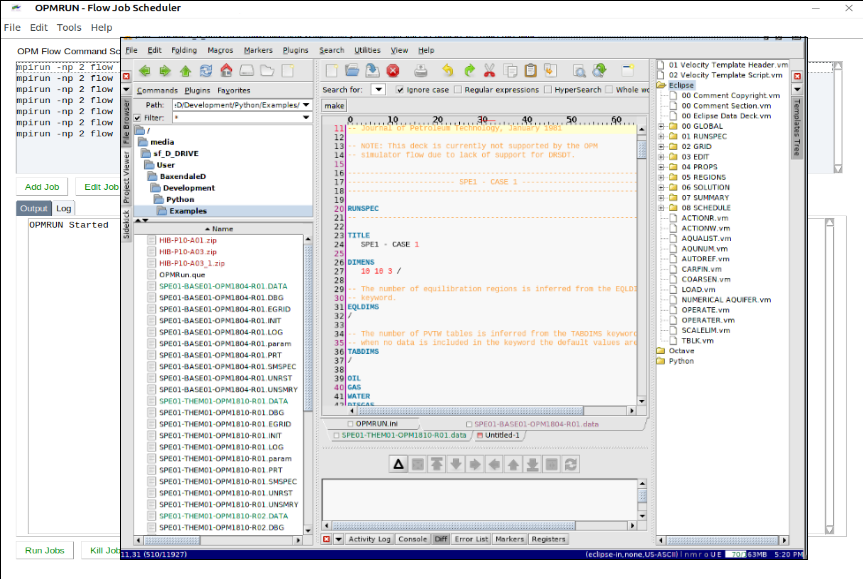 OPMRUN - Flow Job Scheduler
File Edit Tools Help
OPM Flow Command Sc
mpirun -np 2 flow
mpirun -np 2 flow
mpirun -np 2 flow
mpirun -np 2 flow
mpirun -np 2 flow
mpirun -np 2 flow
mpirun -np 2 flow
Add Job Edit Job
Output Log
OPMRUN Started
Run Jobs Kill Job
File Edit Folding Macros Markers Plugins Search Utilities View Help
Commands Plugins Favorites
Path: :D/Development/Python/Examples/
Filter: *
File Browser
Project Viewer
Sidekick
/
media
sf_D_DRIVE
User
BaxendaleD
Development
Python
Examples
Name
HIB-P10-A01.zip
HIB-P10-A03.zip
HIB-P10-A03_1.zip
OPMRun.que
SPE01-BASE01-OPM1804-R01.DATA
SPE01-BASE01-OPM1804-R01.DBG
SPE01-BASE01-OPM1804-R01.EGRID
SPE01-BASE01-OPM1804-R01.INIT
SPE01-BASE01-OPM1804-R01.LOG
SPE01-BASE01-OPM1804-R01.param
SPE01-BASE01-OPM1804-R01.PRT
SPE01-BASE01-OPM1804-R01.SMSPEC
SPE01-BASE01-OPM1804-R01.UNRST
SPE01-BASE01-OPM1804-R01.UNSMRY
SPE01-THEM01-OPM1810-R01.DATA
SPE01-THEM01-OPM1810-R01.DBG
SPE01-THEM01-OPM1810-R01.EGRID
SPE01-THEM01-OPM1810-R01.INIT
SPE01-THEM01-OPM1810-R01.LOG
SPE01-THEM01-OPM1810-R01.param
SPE01-THEM01-OPM1810-R01.PRT
SPE01-THEM01-OPM1810-R01.SMSPEC
SPE01-THEM01-OPM1810-R01.UNRST
SPE01-THEM01-OPM1810-R01.UNSMRY
SPE01-THEM01-OPM1810-R02.DATA
SPE01-THEM01-OPM1810-R02.DBG
Search for: Ignore case Regular expressions HyperSearch Whole wo
make
0 10 20 30 40 50 60
11 -- Journal of Petroleum Technology, January 1981.
12 --
13 -- NOTE: This deck is currently not supported by the OPM
14 -- simulator flow due to lack of support for DRSDT.
15
16 --
17 -- SPE1 - CASE 1
18 --
19
20 RUNSPEC
21 --
22
23 TITLE
24 SPE1 - CASE 1
25
26 DIMENS
27 10 10 3 /
28
29 -- The number of equilibration regions is inferred from the EQLDI
30 -- keyword.
31 EQLDIMS
32 /
33
34 -- The number of PVTW tables is inferred from the TABDIMS keyword
35 -- when no data is included in the keyword the default values are
36 TABDIMS
37 /
38
39 OIL
40 GAS
41 WATER
42 DISGAS
OPMRUN.ini SPE01-BASE01-OPM1804-R01.data
SPE01-THEM01-OPM1810-R01.data Untitled-1
Activity Log Console Diff Error List Markers Registers
01 Velocity Template Header.vm
02 Velocity Template Script.vm
Eclipse
00 Comment Copyright.vm
00 Comment Section.vm
00 Eclipse Data Deck.vm
00 GLOBAL
01 RUNSPEC
02 GRID
03 EDIT
04 PROPS
05 REGIONS
06 SOLUTION
07 SUMMARY
08 SCHEDULE
ACTIONR.vm
ACTIONW.vm
AQUALIST.vm
AQUNUM.vm
AUTOREF.vm
CARFIN.vm
COARSEN.vm
LOAD.vm
NUMERICAL AQUIFER.vm
OPERATE.vm
OPERATER.vm
SCALELIM.vm
TBLK.vm
Octave
Python
Templates Tree
11,31 (510/11927) (eclipse-in,none,US-ASCII) | n m r o U E 70/263MB 5:20 PM